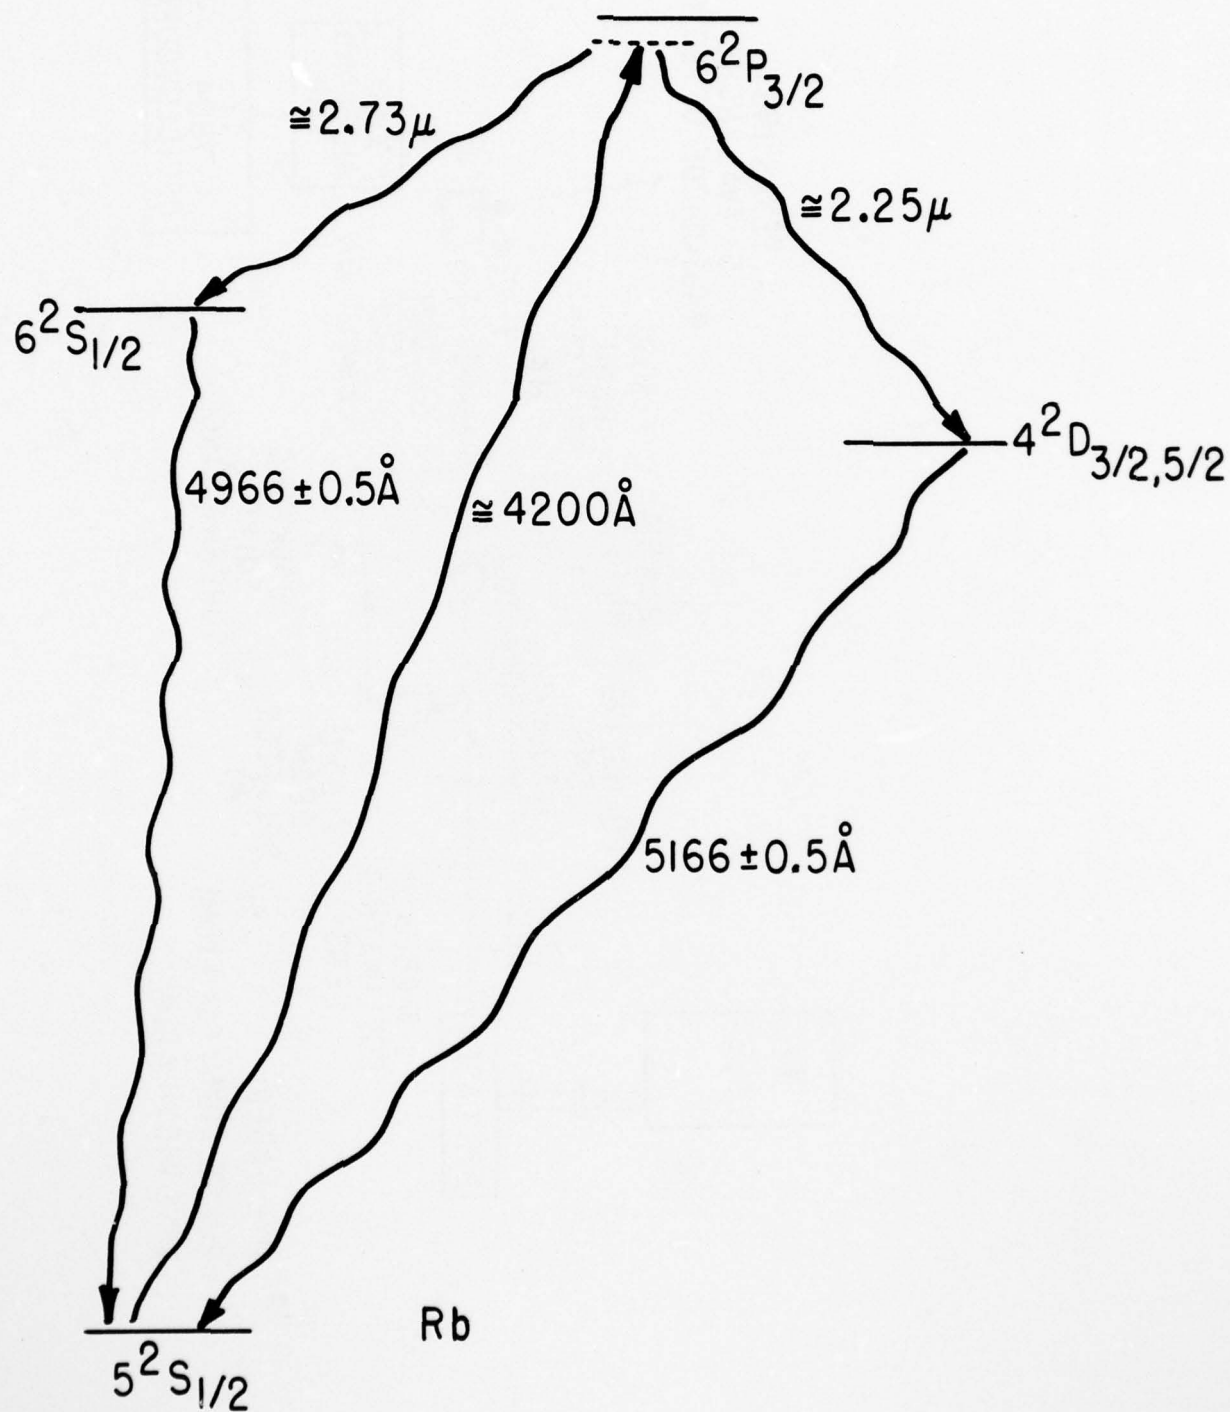 6²P₃/₂
≅2.73μ
≅2.25μ
6²S₁/₂
4²D₃/₂,₅/₂
4966±0.5Å
≅4200Å
5166±0.5Å
Rb
5²S₁/₂